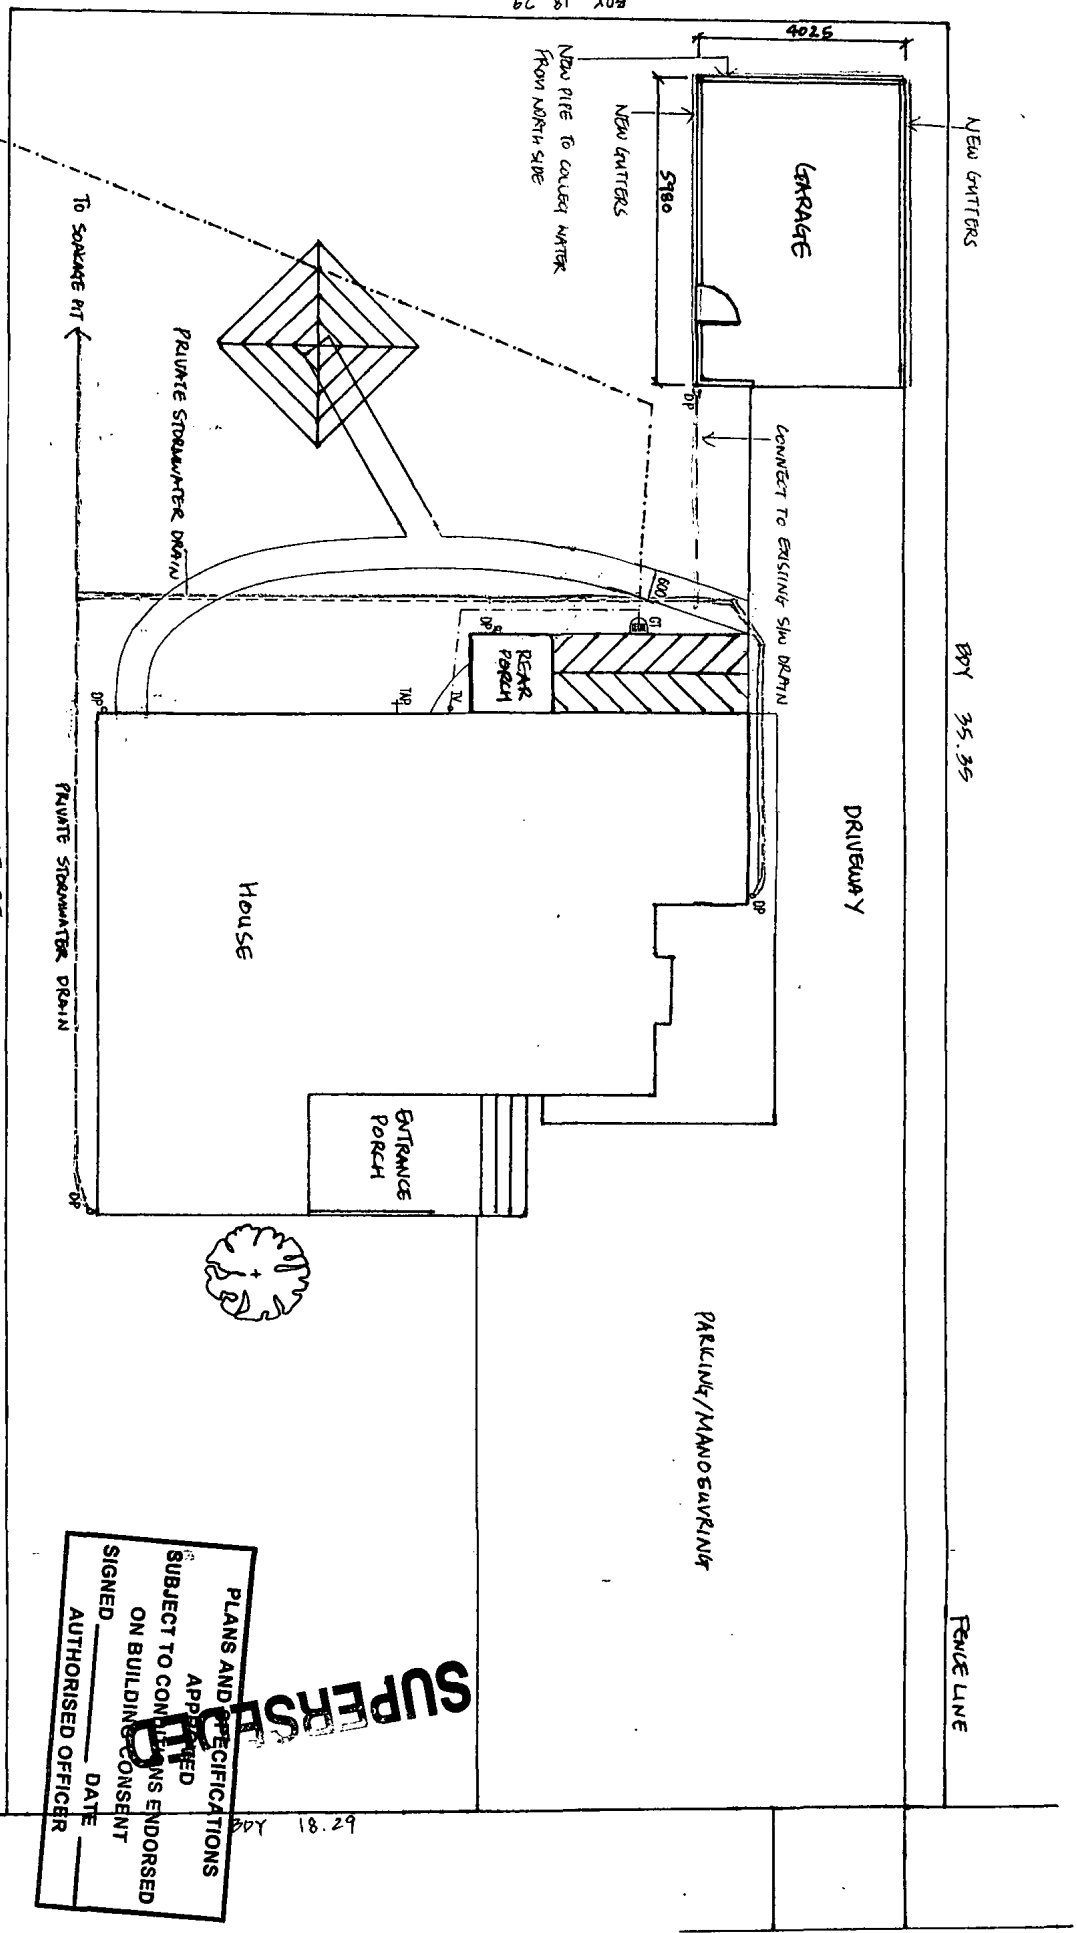 BDY 18.29
4025
NEW GUTTERS
GARAGE
5980
NEW GUTTERS
NEW PIPE TO COLLECT WATER
FROM NORTH SIDE
DP
CONNECT TO EXISTING S/W DRAIN
TO SOAKAGE PIT
PRIVATE STORMWATER DRAIN
600
GT
DP
REAR
PORCH
TV
TAP
DP
BDY 35.35
DRIVEWAY
DP
HOUSE
PRIVATE STORMWATER DRAIN
ENTRANCE
PORCH
DP
PARKING/MANOEUVRING
FENCE LINE
SUPERSEDED
PLANS AND SPECIFICATIONS
APPROVED
SUBJECT TO CONDITIONS ENDORSED
ON BUILDING CONSENT
SIGNED DATE
AUTHORISED OFFICER
BDY 18.29